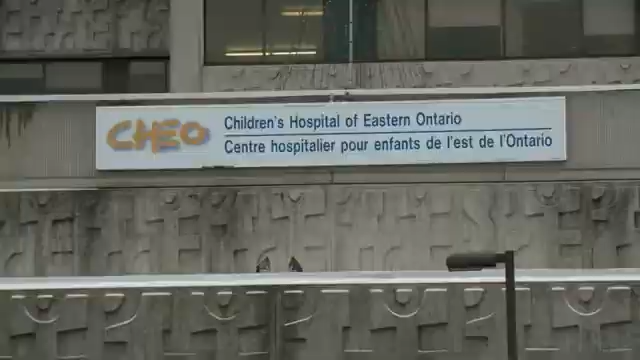 CHEO
Children's Hospital of Eastern Ontario
Centre hospitalier pour enfants de l'est de l'Ontario